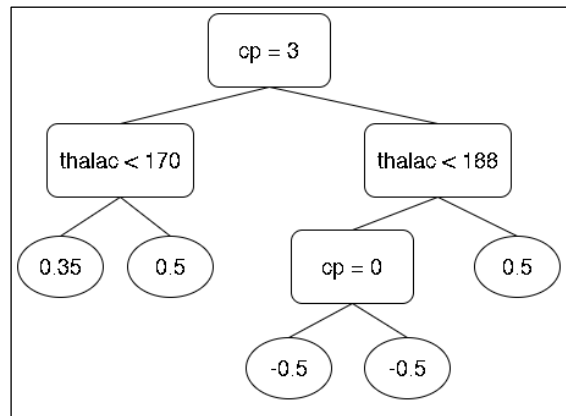 cp = 3
thalac < 170
thalac < 188
0.35
0.5
cp = 0
0.5
-0.5
-0.5